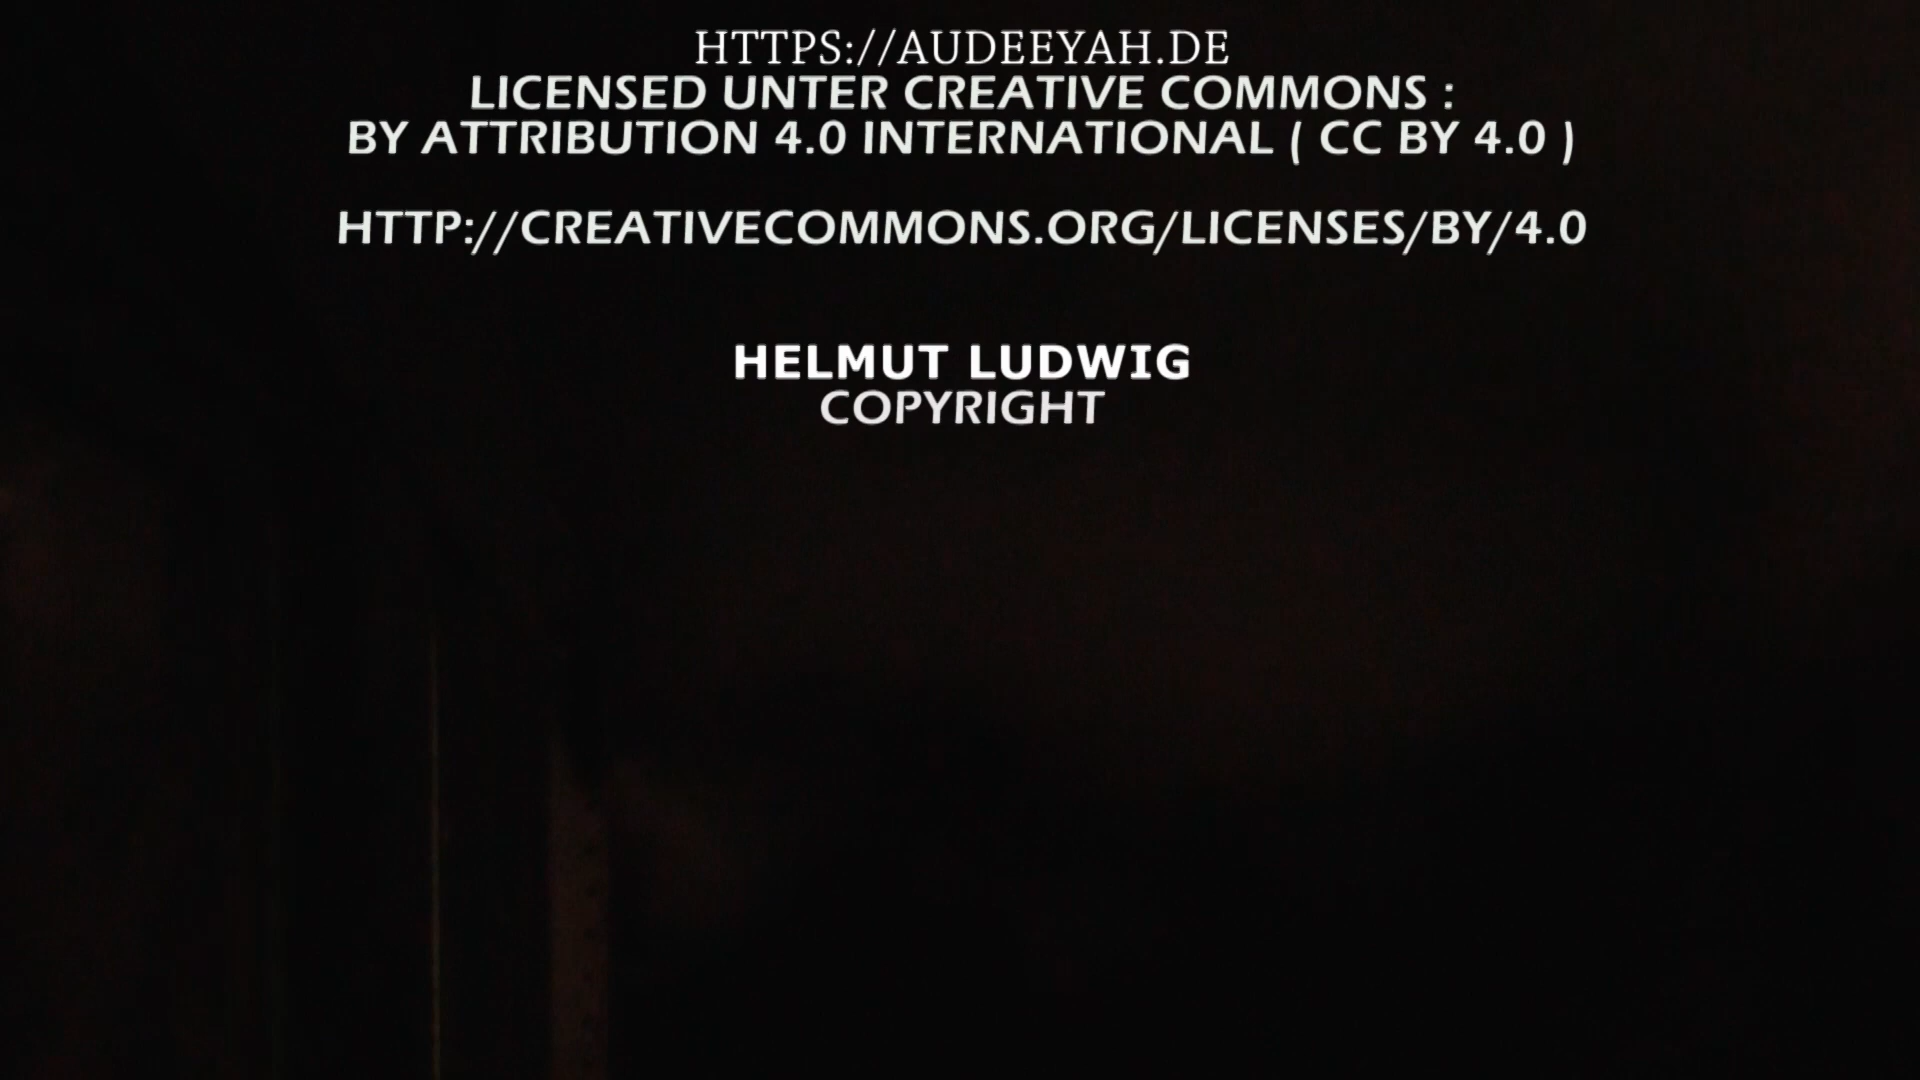 HTTPS://AUDEEYAH.DE
LICENSED UNTER CREATIVE COMMONS :
BY ATTRIBUTION 4.0 INTERNATIONAL ( CC BY 4.0 )
HTTP://CREATIVECOMMONS.ORG/LICENSES/BY/4.0
HELMUT LUDWIG
COPYRIGHT